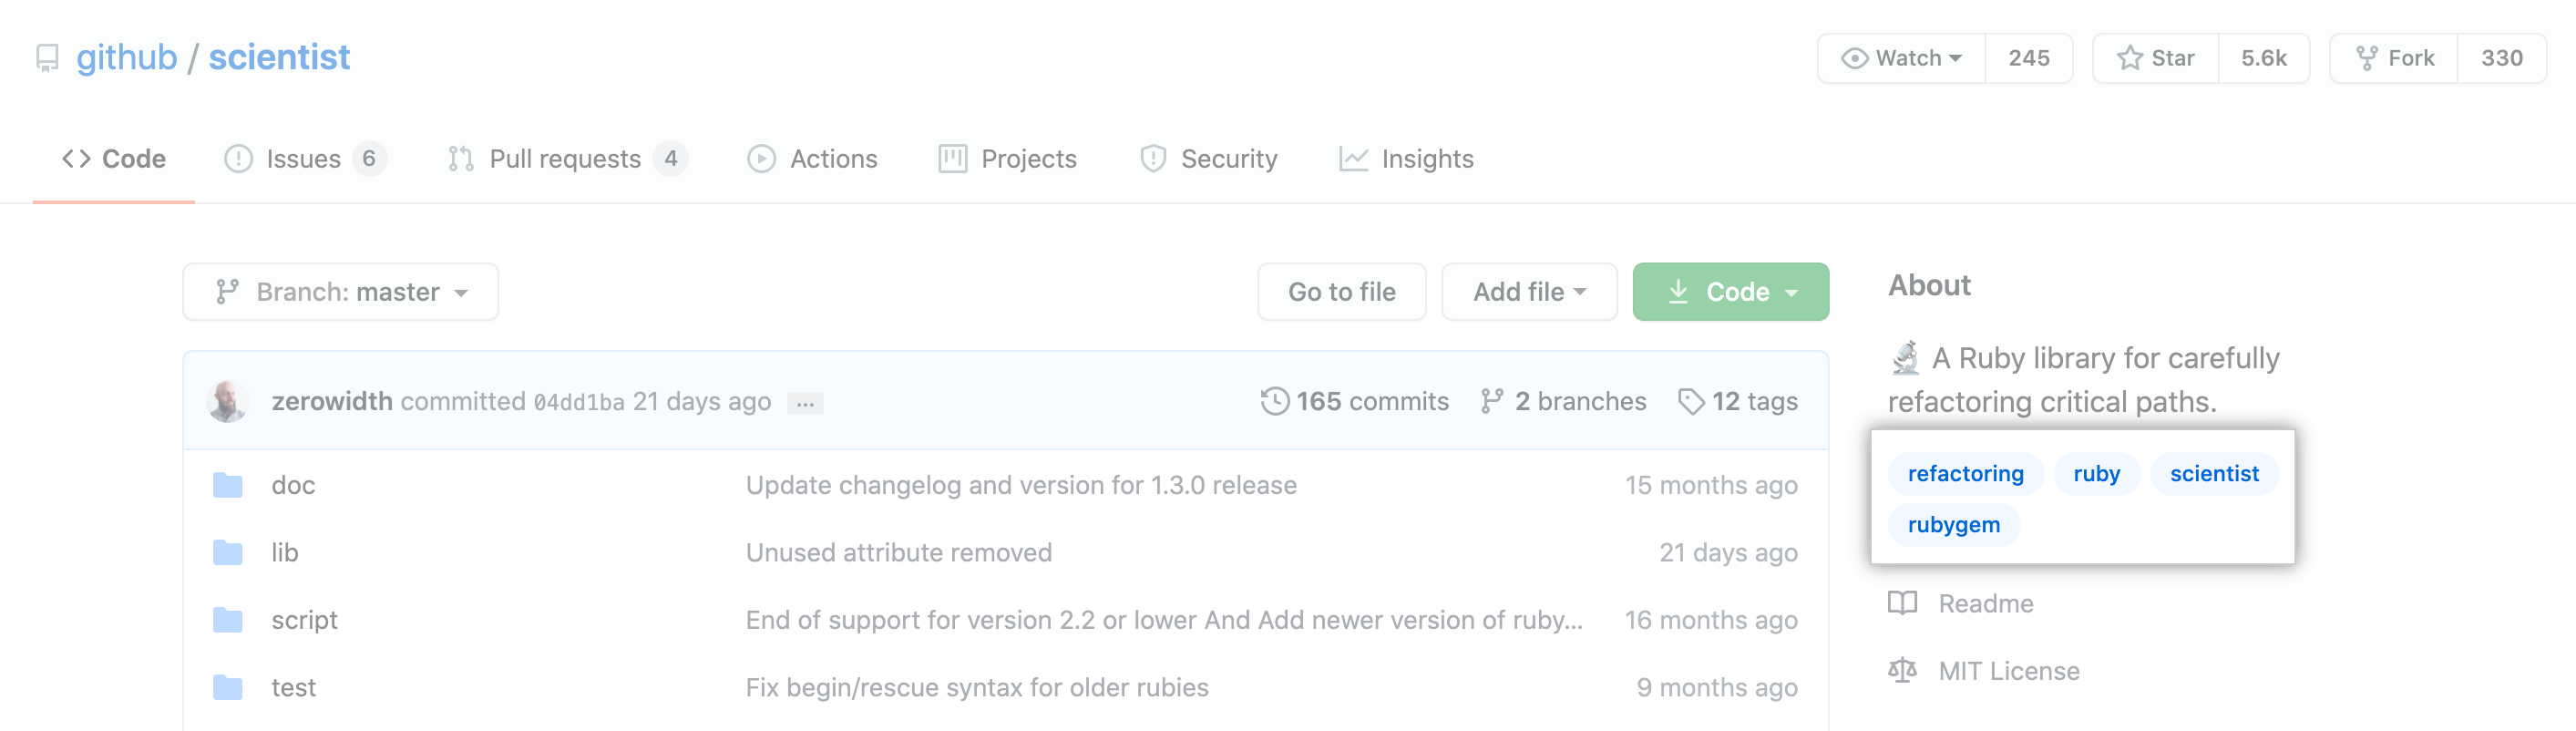 github / scientist
Watch 245 Star 5.6k Fork 330
Code Issues 6 Pull requests 4 Actions Projects Security Insights
Branch: master Go to file Add file Code
zerowidth committed 04dd1ba 21 days ago ... 165 commits 2 branches 12 tags
doc Update changelog and version for 1.3.0 release 15 months ago
lib Unused attribute removed 21 days ago
script End of support for version 2.2 or lower And Add newer version of ruby... 16 months ago
test Fix begin/rescue syntax for older rubies 9 months ago
About
A Ruby library for carefully
refactoring critical paths.
refactoring ruby scientist
rubygem
Readme
MIT License